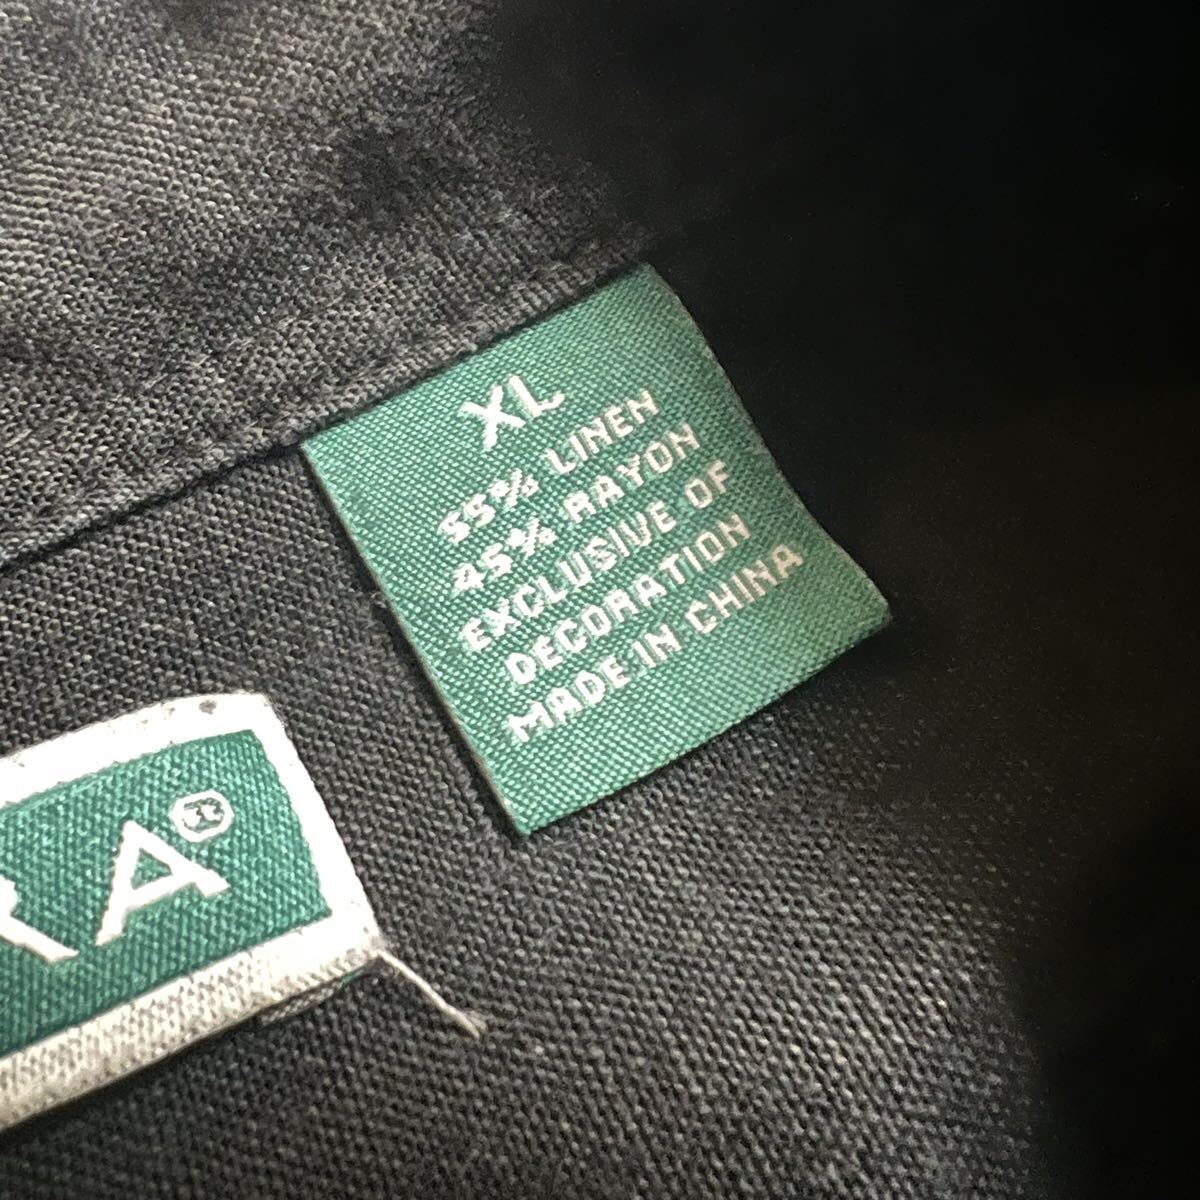 XL
55% LINEN
45% RAYON
EXCLUSIVE OF
DECORATION
MADE IN CHINA
RA®